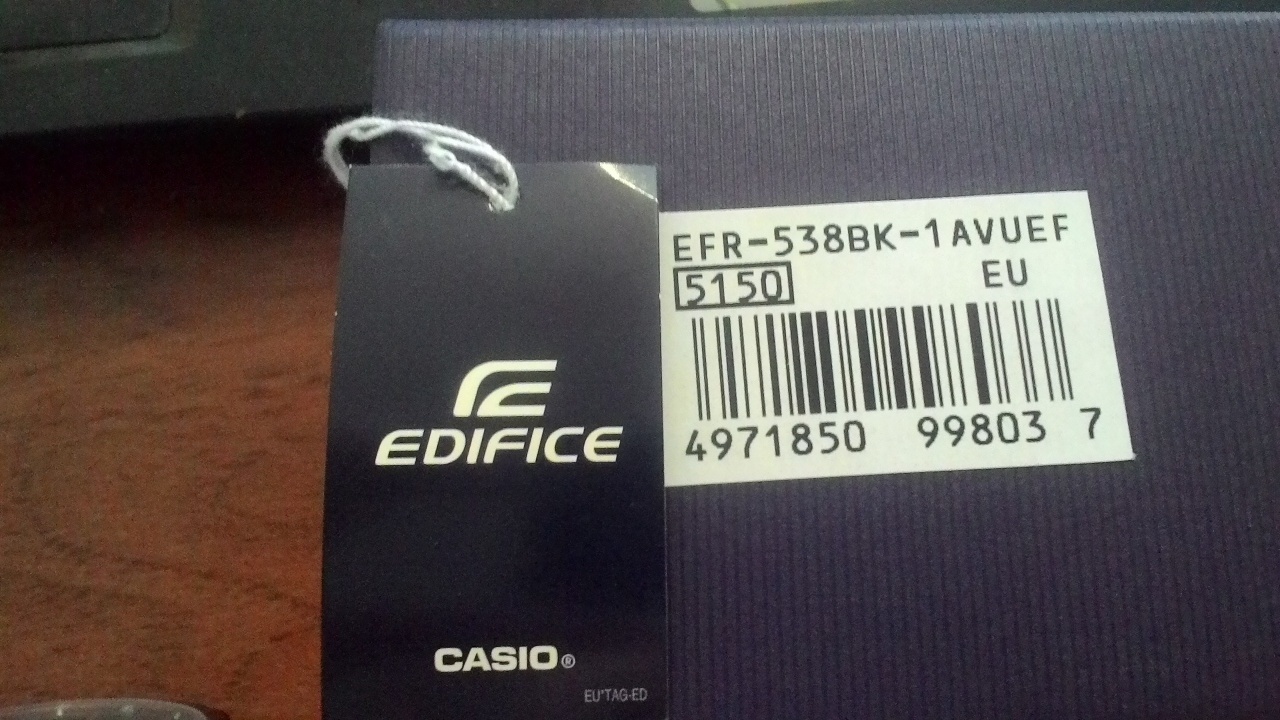 EDIFICE
CASIO®
EU*TAG-ED
EFR-538BK-1AVUEF
5150 EU
4971850 99803 7